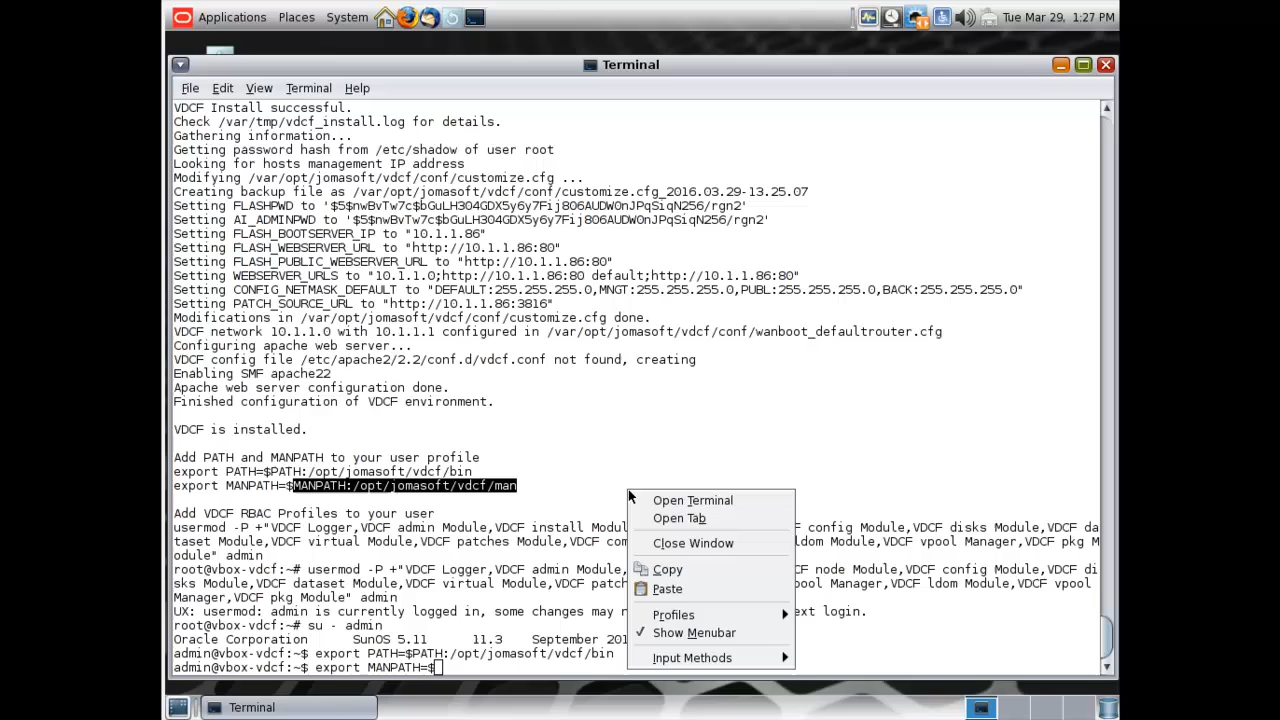 Applications Places System Tue Mar 29, 1:27 PM
Terminal
File Edit View Terminal Help
VDCF Install successful.
Check /var/tmp/vdcf_install.log for details.
Gathering information...
Getting password hash from /etc/shadow of user root
Looking for hosts management IP address
Modifying /var/opt/jomasoft/vdcf/conf/customize.cfg ...
Creating backup file as /var/opt/jomasoft/vdcf/conf/customize.cfg_2016.03.29-13.25.07
Setting FLASHPWD to '$5$nwBvTw7c$bGuLH304GDX5y6y7Fij806AUDW0nJPqSiqN256/rgn2'
Setting AI_ADMINPWD to '$5$nwBvTw7c$bGuLH304GDX5y6y7Fij806AUDW0nJPqSiqN256/rgn2'
Setting FLASH_BOOTSERVER_IP to "10.1.1.86"
Setting FLASH_WEBSERVER_URL to "http://10.1.1.86:80"
Setting FLASH_PUBLIC_WEBSERVER_URL to "http://10.1.1.86:80"
Setting WEBSERVER_URLS to "10.1.1.0;http://10.1.1.86:80 default;http://10.1.1.86:80"
Setting CONFIG_NETMASK_DEFAULT to "DEFAULT:255.255.255.0,MNGT:255.255.255.0,PUBL:255.255.255.0,BACK:255.255.255.0"
Setting PATCH_SOURCE_URL to "http://10.1.1.86:3816"
Modifications in /var/opt/jomasoft/vdcf/conf/customize.cfg done.
VDCF network 10.1.1.0 with 10.1.1.1 configured in /var/opt/jomasoft/vdcf/conf/wanboot_defaultrouter.cfg
Configuring apache web server...
VDCF config file /etc/apache2/2.2/conf.d/vdcf.conf not found, creating
Enabling SMF apache22
Apache web server configuration done.
Finished configuration of VDCF environment.
VDCF is installed.
Add PATH and MANPATH to your user profile
export PATH=$PATH:/opt/jomasoft/vdcf/bin
export MANPATH=$MANPATH:/opt/jomasoft/vdcf/man
Add VDCF RBAC Profiles to your user
usermod -P +"VDCF Logger,VDCF admin Module,VDCF install Modul config Module,VDCF disks Module,VDCF da
taset Module,VDCF virtual Module,VDCF patches Module,VDCF com ldom Module,VDCF vpool Manager,VDCF pkg M
odule" admin
root@vbox-vdcf:~# usermod -P +"VDCF Logger,VDCF admin Module, node Module,VDCF config Module,VDCF di
sks Module,VDCF dataset Module,VDCF virtual Module,VDCF patch pool Manager,VDCF ldom Module,VDCF vpool
Manager,VDCF pkg Module" admin
UX: usermod: admin is currently logged in, some changes may n ext login.
root@vbox-vdcf:~# su - admin
Oracle Corporation SunOS 5.11 11.3 September 201
admin@vbox-vdcf:~$ export PATH=$PATH:/opt/jomasoft/vdcf/bin
admin@vbox-vdcf:~$ export MANPATH=$
Open Terminal
Open Tab
Close Window
Copy
Paste
Profiles
Show Menubar
Input Methods
Terminal